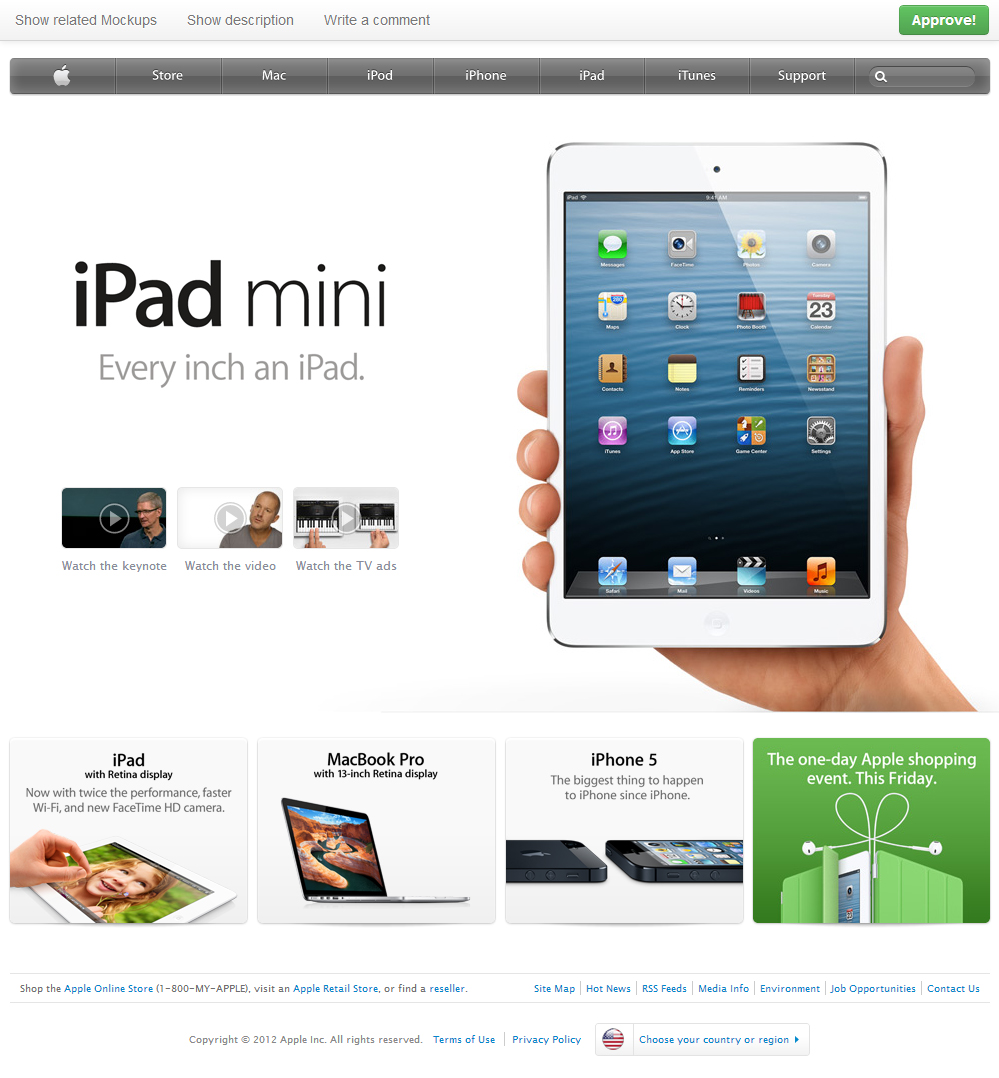 Show related Mockups Show description Write a comment Approve!
Store Mac iPod iPhone iPad iTunes Support
iPad 9:41 AM
Messages FaceTime Photos Camera
280 Tuesday
23
Maps Clock Photo Booth Calendar
iPad mini
Every inch an iPad.
Contacts Notes Reminders Newsstand
iTunes App Store Game Center Settings
Watch the keynote Watch the video Watch the TV ads
Safari Mail Videos Music
iPad
with Retina display
Now with twice the performance, faster
Wi-Fi, and new FaceTime HD camera.
MacBook Pro
with 13-inch Retina display
iPhone 5
The biggest thing to happen
to iPhone since iPhone.
The one-day Apple shopping
event. This Friday.
23
Shop the Apple Online Store (1-800-MY-APPLE), visit an Apple Retail Store, or find a reseller.
Site Map Hot News RSS Feeds Media Info Environment Job Opportunities Contact Us
Copyright © 2012 Apple Inc. All rights reserved. Terms of Use Privacy Policy Choose your country or region